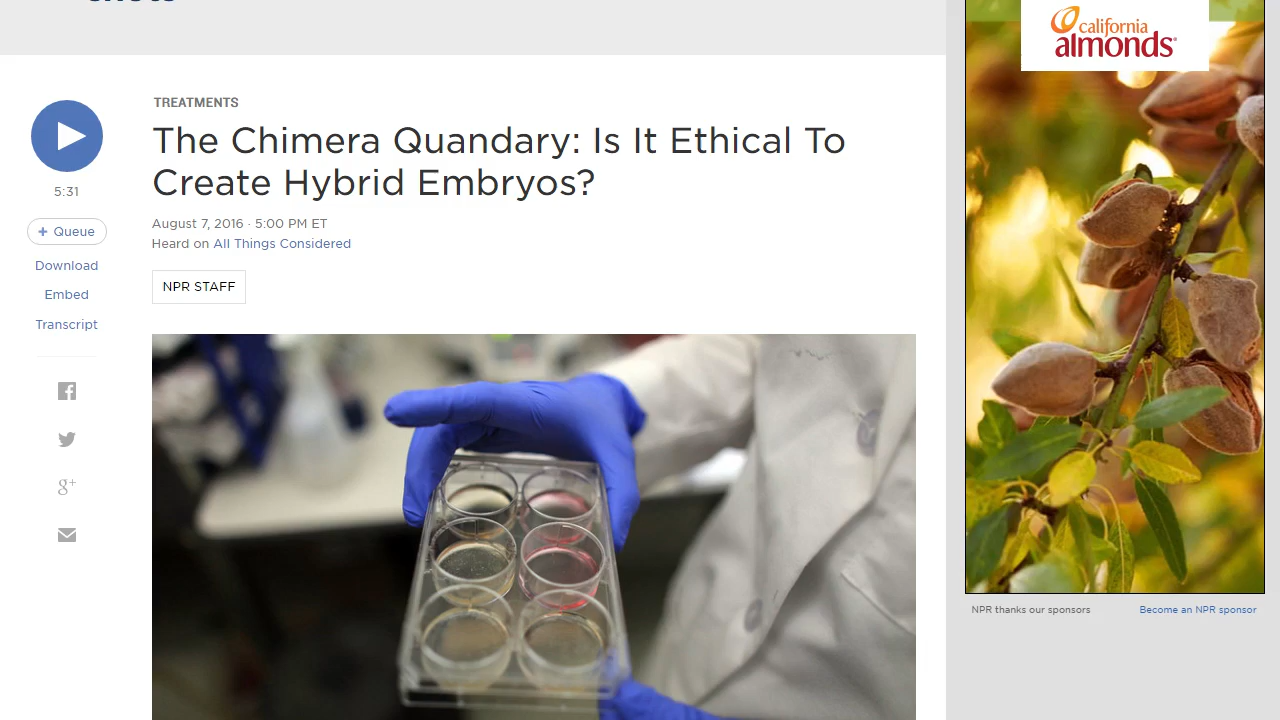 california
almonds
TREATMENTS
The Chimera Quandary: Is It Ethical To
Create Hybrid Embryos?
5:31
August 7, 2016 · 5:00 PM ET
+ Queue
Heard on All Things Considered
Download
NPR STAFF
Embed
Transcript
g+
NPR thanks our sponsors
Become an NPR sponsor